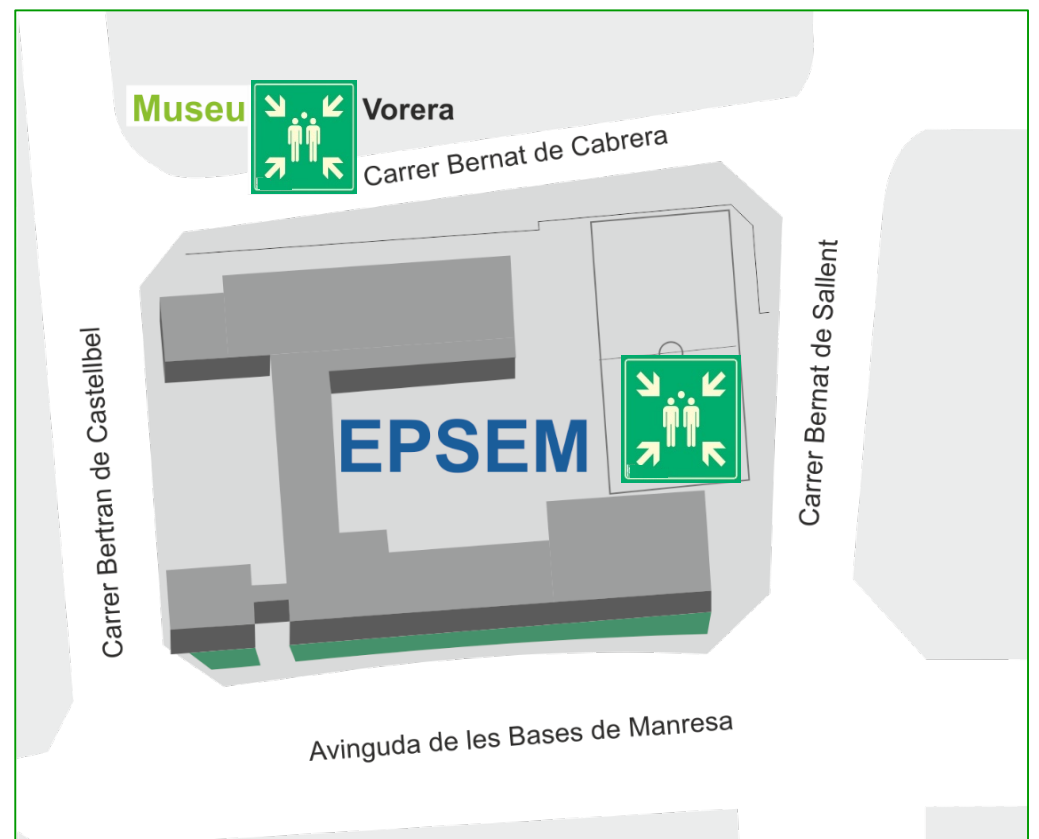 Museu
Vorera
Carrer Bernat de Cabrera
Carrer Bernat de Sallent
Carrer Bertran de Castellbel
EPSEM
Avinguda de les Bases de Manresa